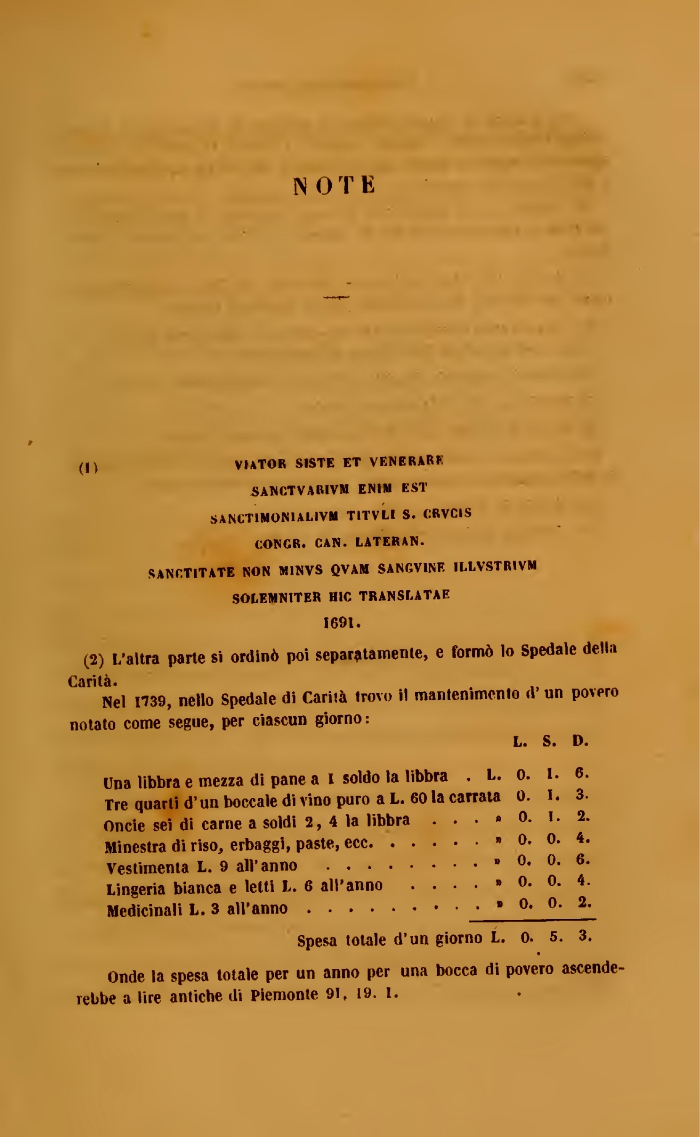 NOTE
(1) VIATOR SISTE ET VENERARE
SANCTVARIVM ENIM EST
SANCTIMONIALIVM TITVLI S. CRVCIS
CONGR. CAN. LATERAN.
SANCTITATE NON MINVS QVAM SANGVINE ILLVSTRIVM
SOLEMNITER HIC TRANSLATAE
1691.
(2) L'altra parte si ordinò poi separatamente, e formò lo Spedale della
Carità.
Nel 1739, nello Spedale di Carità trovo il mantenimento d'un povero
notato come segue, per ciascun giorno:
L. S. D.
Una libbra e mezza di pane a 1 soldo la libbra . L. 0. 1. 6.
Tre quarti d'un boccale di vino puro a L. 60 la carrata 0. 1. 3.
Oncie sei di carne a soldi 2, 4 la libbra . . . » 0. 1. 2.
Minestra di riso, erbaggi, paste, ecc. . . . . . » 0. 0. 4.
Vestimenta L. 9 all'anno . . . . . . . . » 0. 0. 6.
Lingeria bianca e letti L. 6 all'anno . . . . » 0. 0. 4.
Medicinali L. 3 all'anno . . . . . . . . . » 0. 0. 2.
Spesa totale d'un giorno L. 0. 5. 3.
Onde la spesa totale per un anno per una bocca di povero ascende-
rebbe a lire antiche di Piemonte 91, 19. 1.